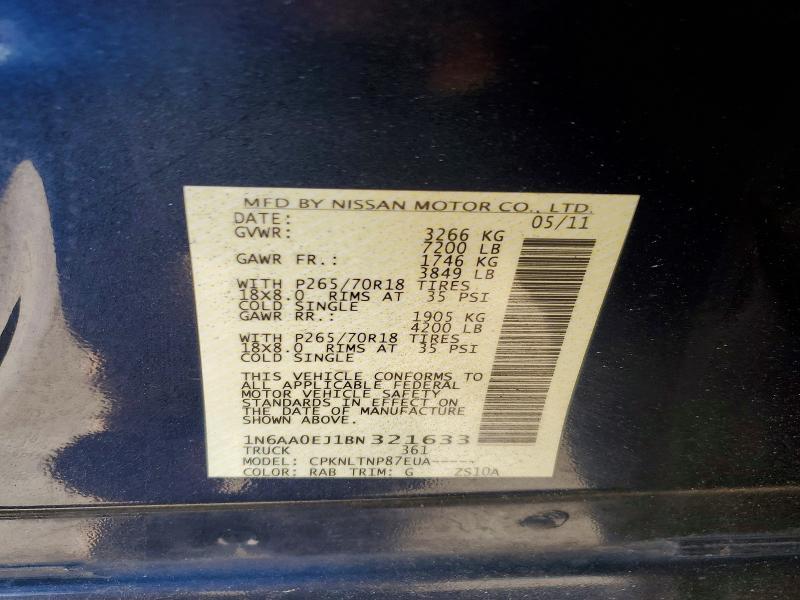 MFD BY NISSAN MOTOR CO., LTD.
DATE: 05/11
GVWR: 3266 KG
7200 LB
GAWR FR.: 1746 KG
3849 LB
WITH P265/70R18 TIRES
18X8.0 RIMS AT 35 PSI
COLD SINGLE
GAWR RR.: 1905 KG
4200 LB
WITH P265/70R18 TIRES
18X8.0 RIMS AT 35 PSI
COLD SINGLE
THIS VEHICLE CONFORMS TO
ALL APPLICABLE FEDERAL
MOTOR VEHICLE SAFETY
STANDARDS IN EFFECT ON
THE DATE OF MANUFACTURE
SHOWN ABOVE.
1N6AA0EJ1BN321633
TRUCK 361
MODEL: CPKNLTNP87EUA-----
COLOR: RAB TRIM: G ZS10A